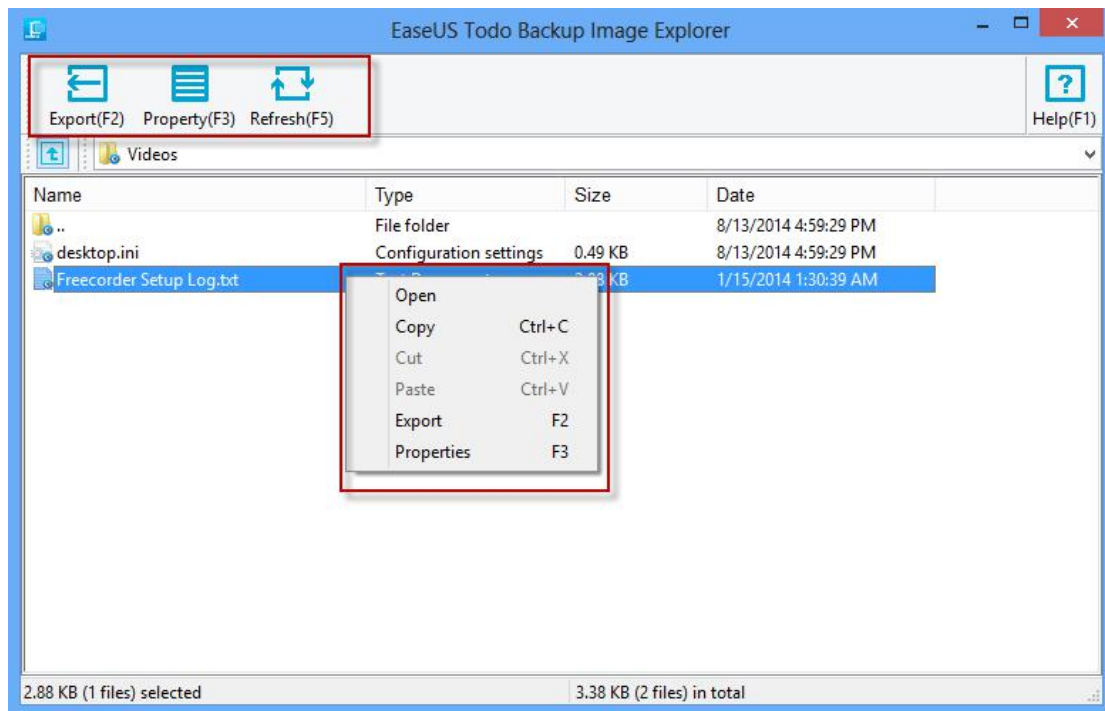 EaseUS Todo Backup Image Explorer
Export(F2) Property(F3) Refresh(F5) Help(F1)
Videos
Name Type Size Date
.. File folder 8/13/2014 4:59:29 PM
desktop.ini Configuration settings 0.49 KB 8/13/2014 4:59:29 PM
Freecorder Setup Log.txt KB 1/15/2014 1:30:39 AM
Open
Copy Ctrl+C
Cut Ctrl+X
Paste Ctrl+V
Export F2
Properties F3
2.88 KB (1 files) selected 3.38 KB (2 files) in total